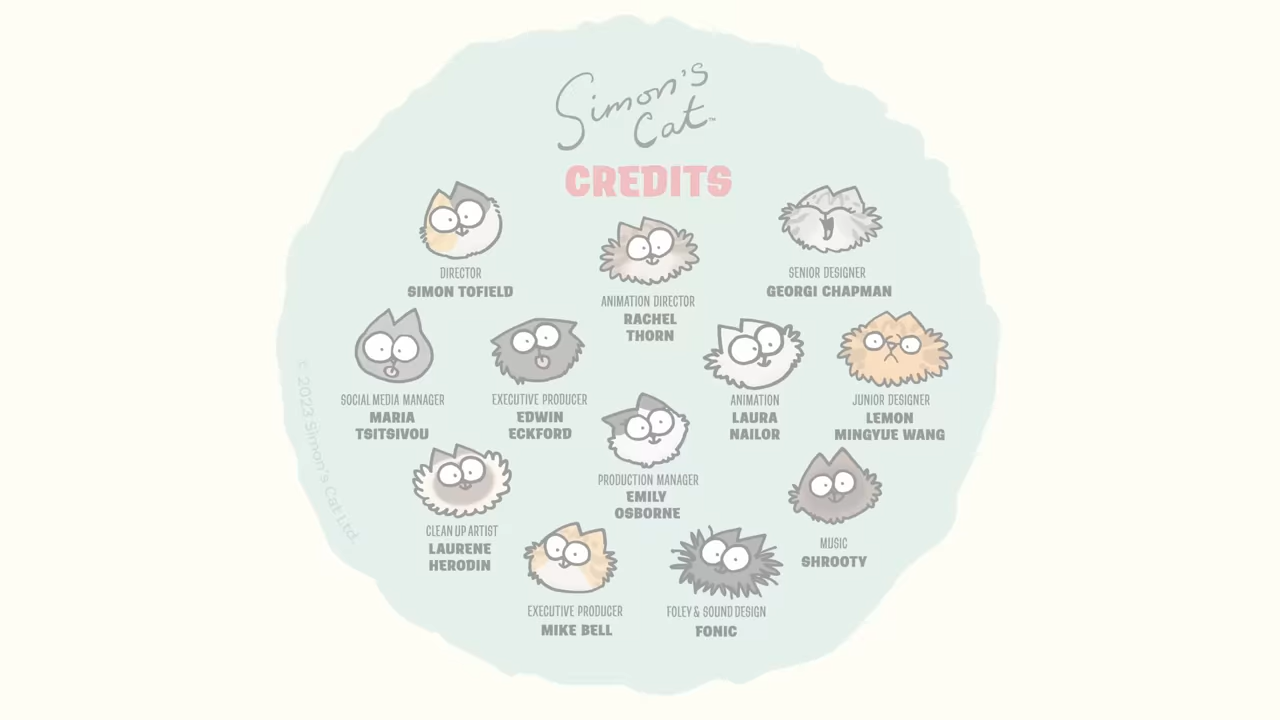 Simon's
Cat™
CREDITS
DIRECTOR
SIMON TOFIELD
ANIMATION DIRECTOR
RACHEL
THORN
SENIOR DESIGNER
GEORGI CHAPMAN
SOCIAL MEDIA MANAGER
MARIA
TSITSIVOU
EXECUTIVE PRODUCER
EDWIN
ECKFORD
ANIMATION
LAURA
NAILOR
JUNIOR DESIGNER
LEMON
MINGYUE WANG
PRODUCTION MANAGER
EMILY
OSBORNE
CLEAN UP ARTIST
LAURENE
HERODIN
MUSIC
SHROOTY
EXECUTIVE PRODUCER
MIKE BELL
FOLEY & SOUND DESIGN
FONIC
© 2023 Simon's Cat Ltd.